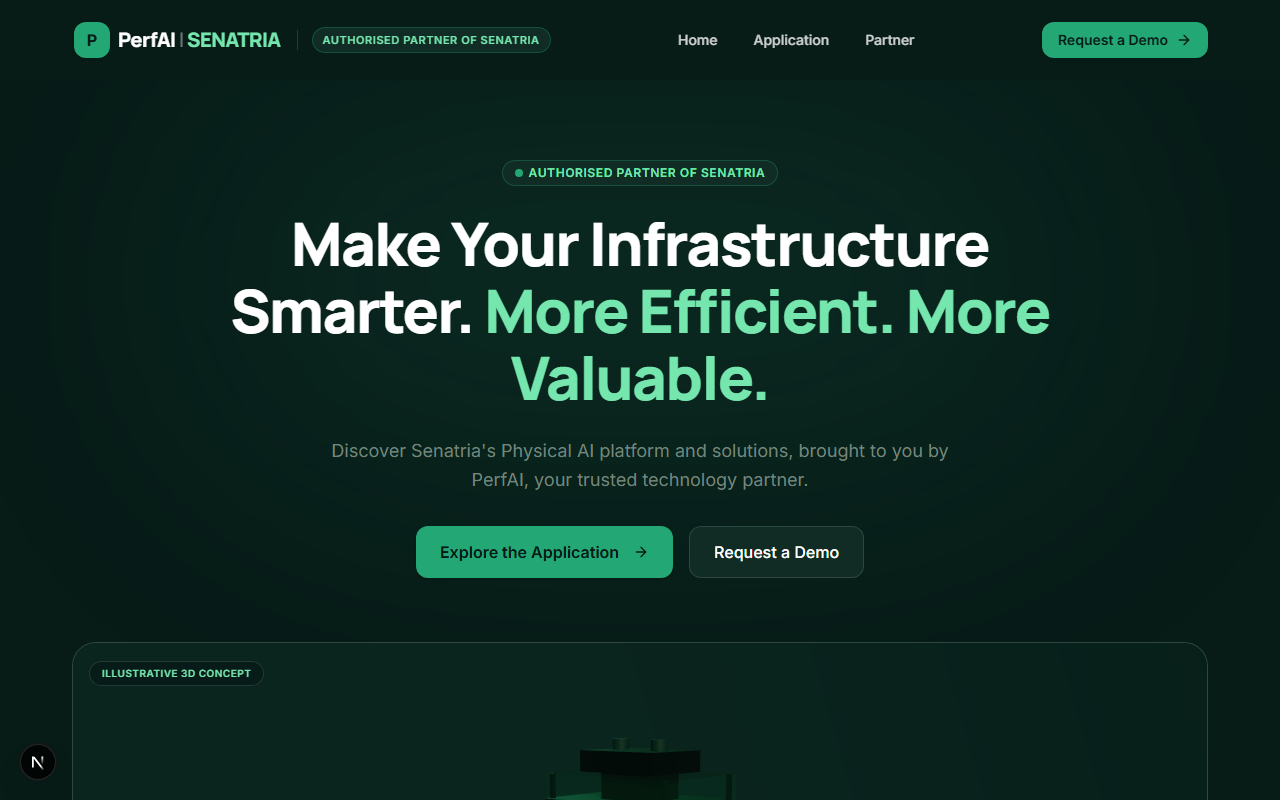 P
PerfAI | SENATRIA
AUTHORISED PARTNER OF SENATRIA
Home
Application
Partner
Request a Demo →
AUTHORISED PARTNER OF SENATRIA
Make Your Infrastructure
Smarter. More Efficient. More
Valuable.
Discover Senatria's Physical AI platform and solutions, brought to you by
PerfAI, your trusted technology partner.
Explore the Application →
Request a Demo
ILLUSTRATIVE 3D CONCEPT
N